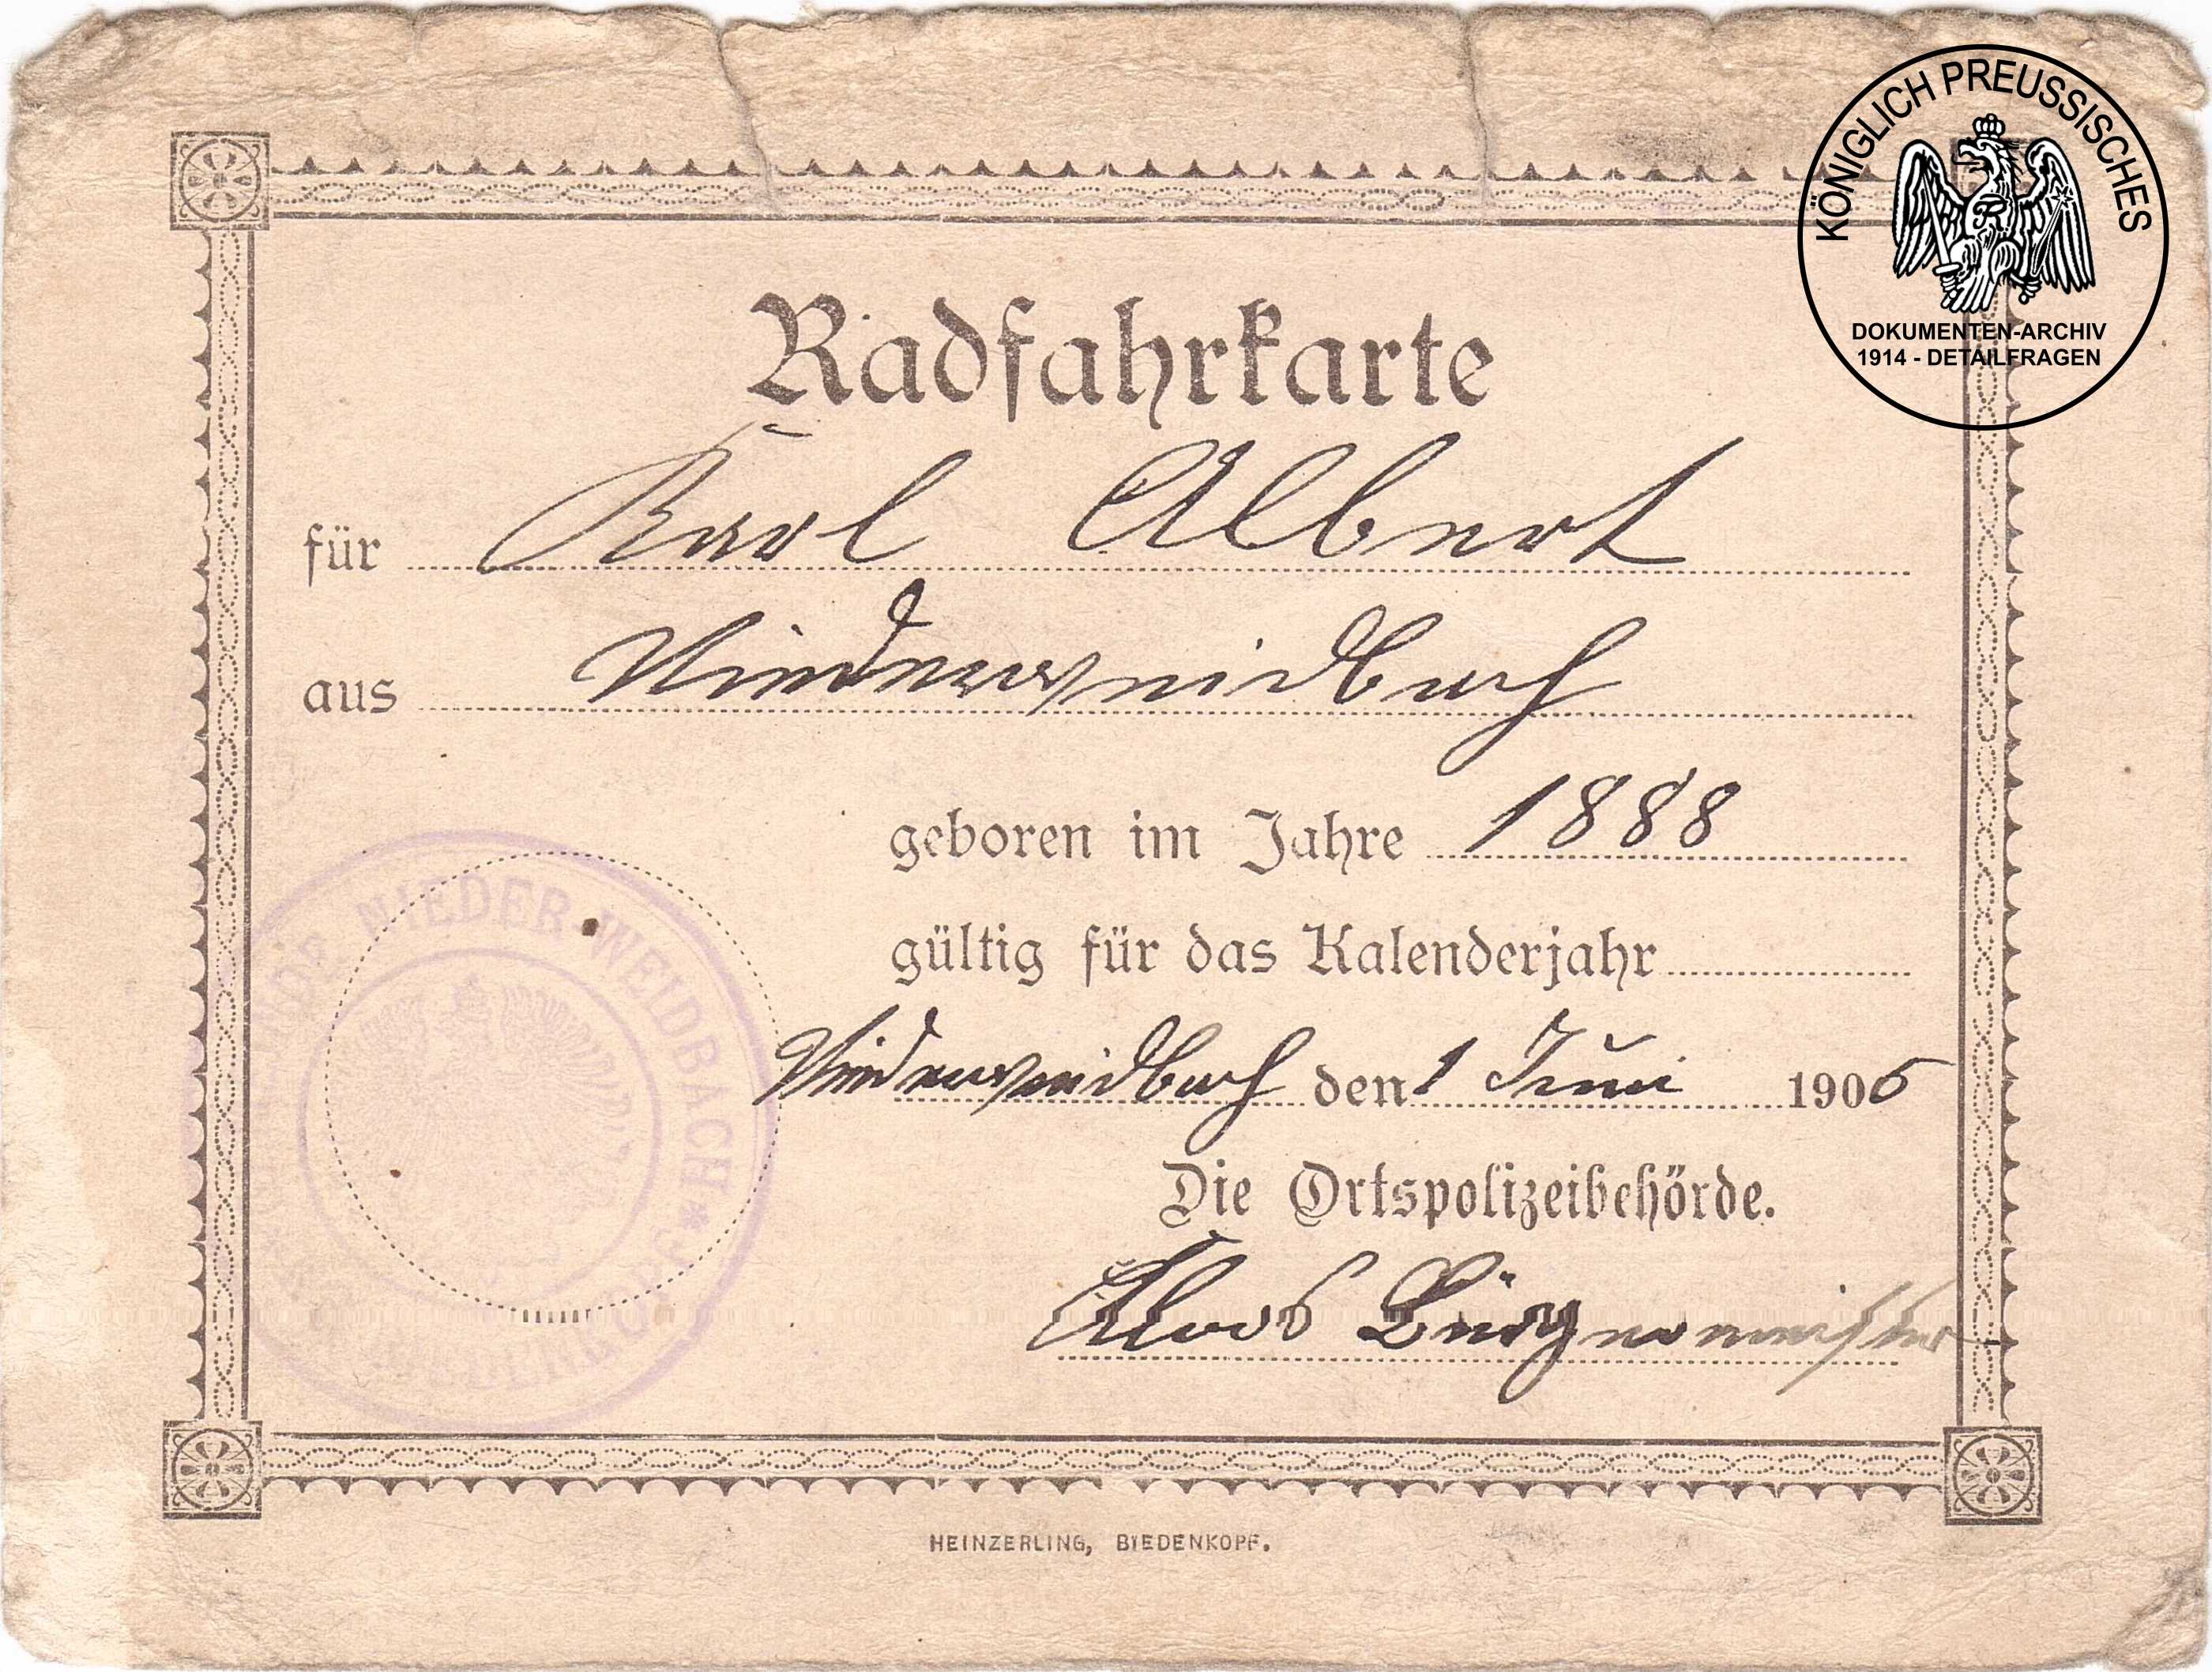 KÖNIGLICH PREUSSISCHES
DOKUMENTEN-ARCHIV
1914 - DETAILFRAGEN
Radfahrkarte
für Karl Albert
aus Niederweidbach
geboren im Jahre 1888
gültig für das Kalenderjahr
NIEDER-WEIDBACH *
Niederweidbach den 1 Juni 1906
Die Ortspolizeibehörde.
Bürgermeister
HEINZERLING, BIEDENKOPF.